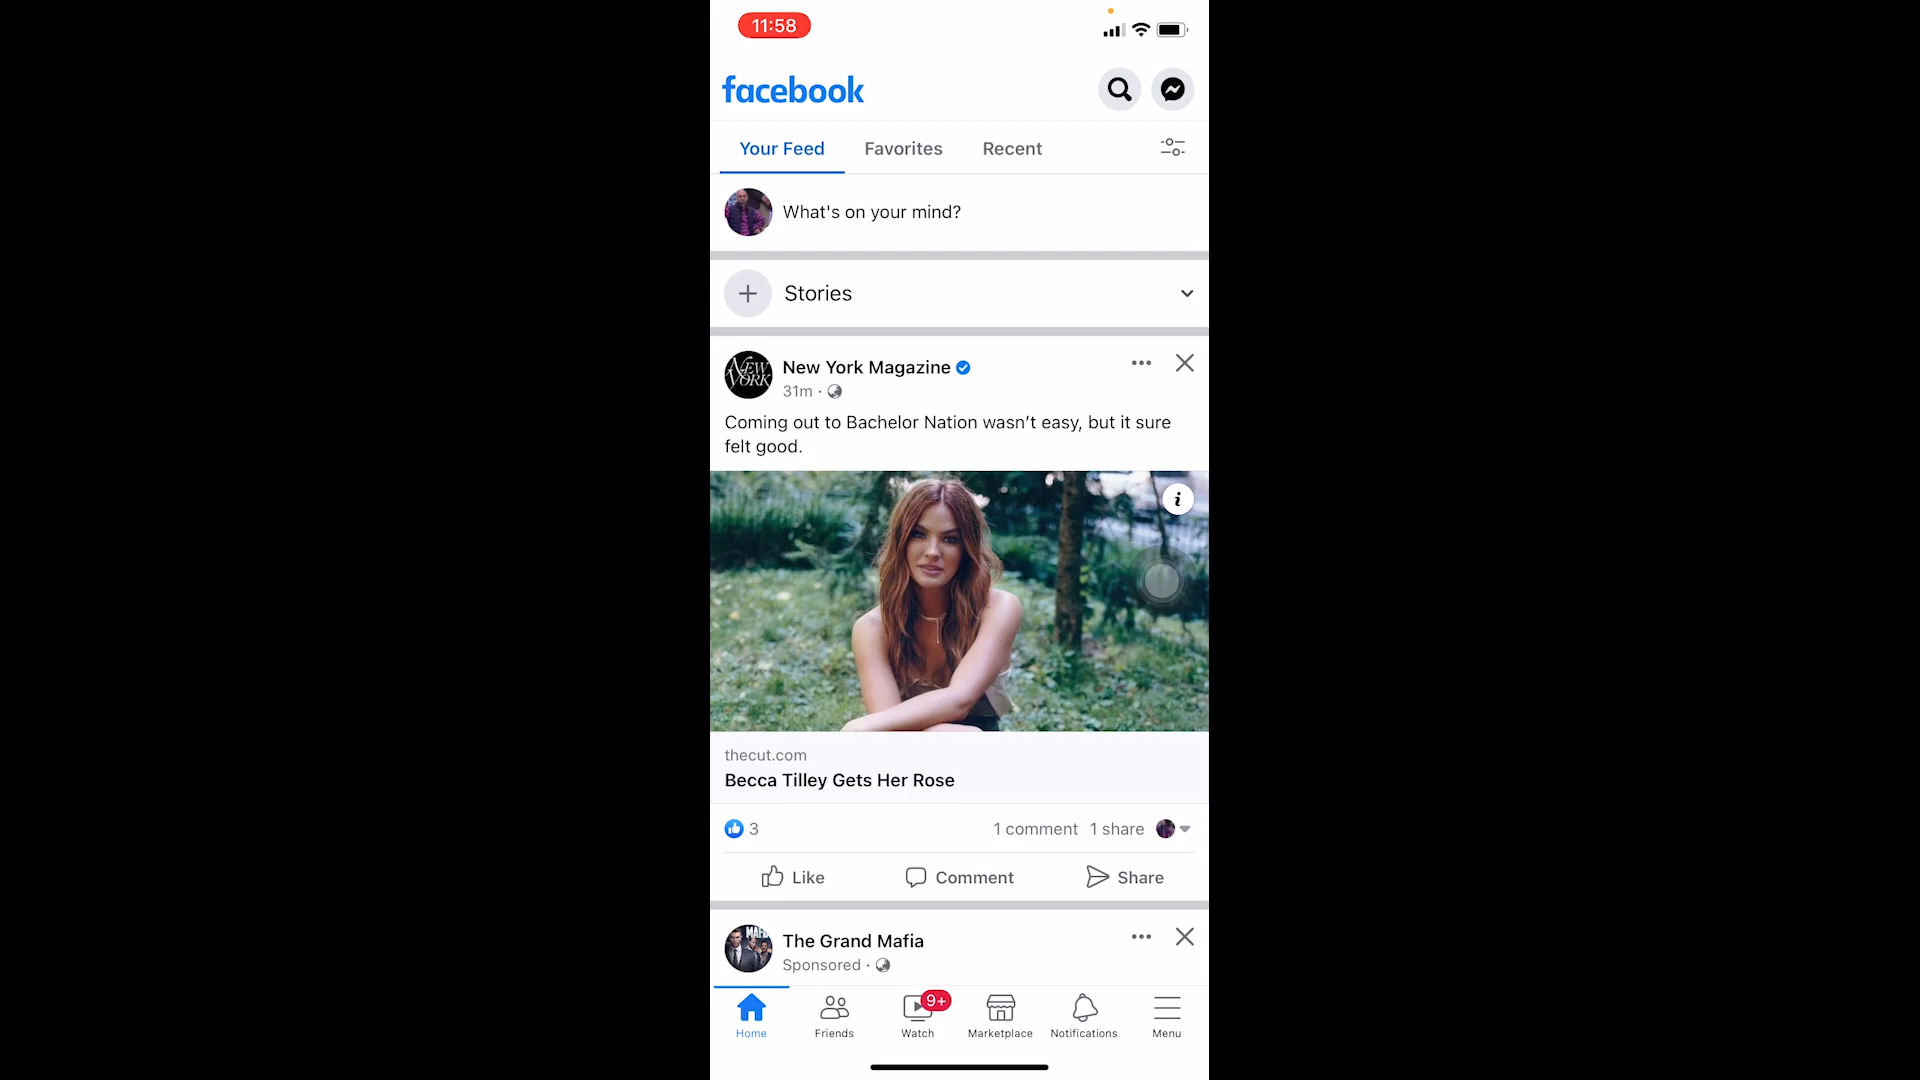 11:58
facebook
Your Feed Favorites Recent
What's on your mind?
Stories
NEW YORK
New York Magazine
31m ·
Coming out to Bachelor Nation wasn’t easy, but it sure
felt good.
thecut.com
Becca Tilley Gets Her Rose
3 1 comment 1 share
Like Comment Share
The Grand Mafia
Sponsored ·
9+
Home Friends Watch Marketplace Notifications Menu